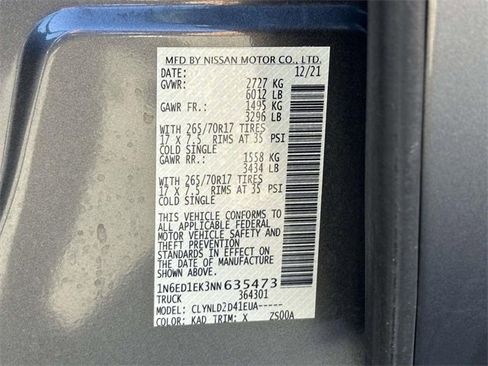 MFD BY NISSAN MOTOR CO., LTD.
DATE: 12/21
GVWR: 2727 KG
6012 LB
GAWR FR.: 1495 KG
3296 LB
WITH 265/70R17 TIRES
17 X 7.5 RIMS AT 35 PSI
COLD SINGLE
GAWR RR.: 1558 KG
3434 LB
WITH 265/70R17 TIRES
17 X 7.5 RIMS AT 35 PSI
COLD SINGLE
THIS VEHICLE CONFORMS TO
ALL APPLICABLE FEDERAL
MOTOR VEHICLE SAFETY AND
THEFT PREVENTION
STANDARDS IN EFFECT ON
THE DATE OF MANUFACTURE
SHOWN ABOVE.
1N6ED1EK3NN 635473
TRUCK 364301
MODEL: CLYNLD2D41EUA-----
COLOR: KAD TRIM: X ZS00A